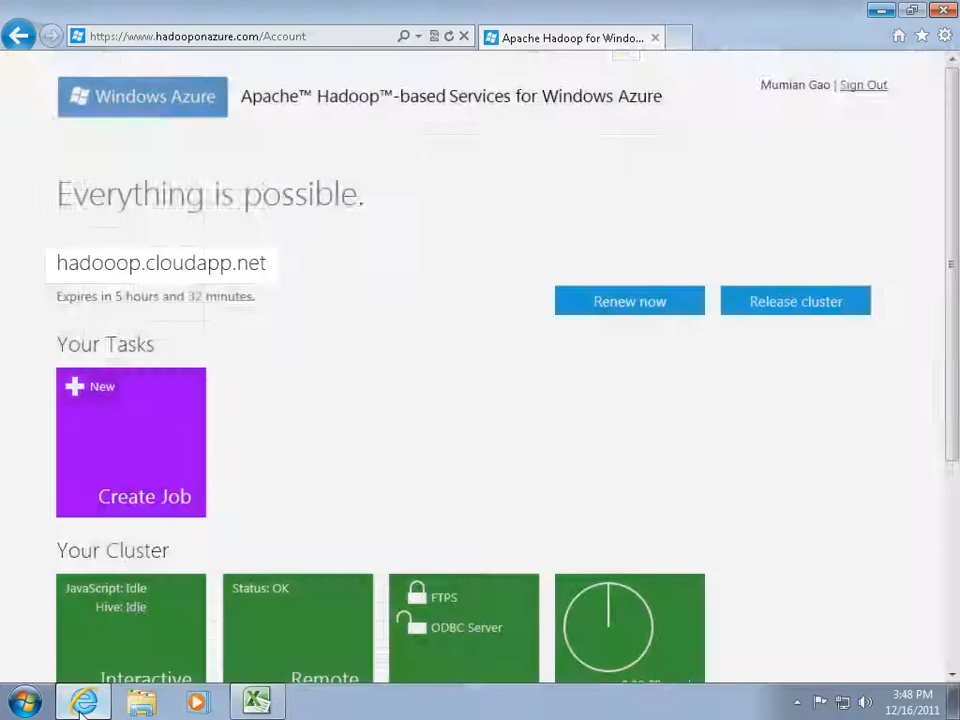 https://www.hadooponazure.com/Account
Apache Hadoop for Windo...
Windows Azure
Apache™ Hadoop™-based Services for Windows Azure
Mumian Gao | Sign Out
Everything is possible.
hadooop.cloudapp.net
Expires in 5 hours and 32 minutes.
Renew now
Release cluster
Your Tasks
New
Create Job
Your Cluster
JavaScript: Idle
Hive: Idle
Interactive
Status: OK
Remote
FTPS
ODBC Server
3:48 PM
12/16/2011